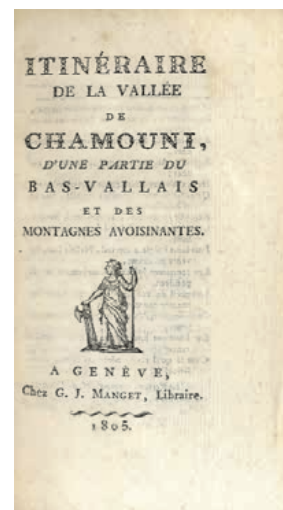 ITINÉRAIRE
DE LA VALLÉE
DE
CHAMOUNI,
D'UNE PARTIE DU
BAS-VALLAIS
ET DES
MONTAGNES AVOISINANTES.
A GENÈVE,
Chez G. J. MANGET, Libraire.
1805.